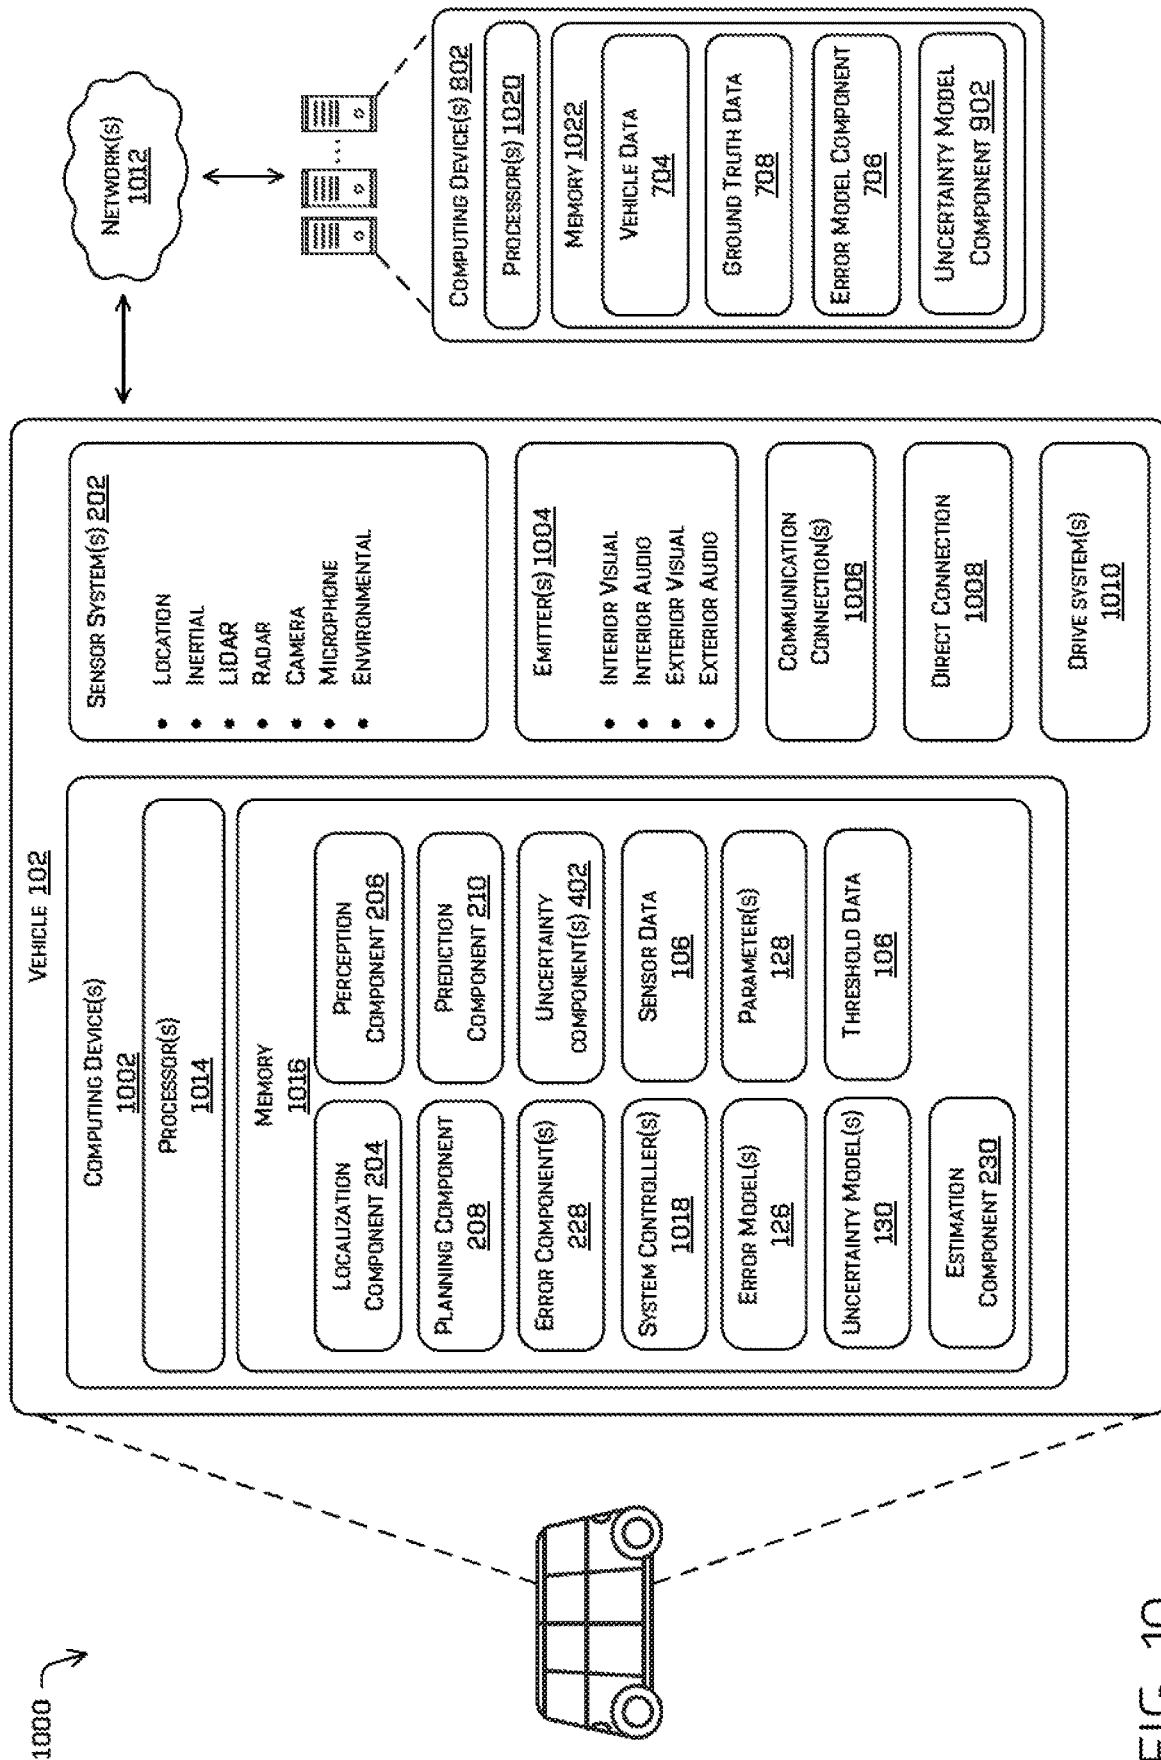 1000
VEHICLE 102
COMPUTING DEVICE(S)
1002
PROCESSOR(S)
1014
MEMORY
1016
LOCALIZATION
COMPONENT 204
PERCEPTION
COMPONENT 206
PLANNING COMPONENT
208
PREDICTION
COMPONENT 210
ERROR COMPONENT(S)
228
UNCERTAINTY
COMPONENT(S) 402
SYSTEM CONTROLLER(S)
1018
SENSOR DATA
106
ERROR MODEL(S)
126
PARAMETER(S)
128
UNCERTAINTY MODEL(S)
130
THRESHOLD DATA
106
ESTIMATION
COMPONENT 230
SENSOR SYSTEM(S) 202
• LOCATION
• INERTIAL
• LIDAR
• RADAR
• CAMERA
• MICROPHONE
• ENVIRONMENTAL
EMITTER(S) 1004
• INTERIOR VISUAL
• INTERIOR AUDIO
• EXTERIOR VISUAL
• EXTERIOR AUDIO
COMMUNICATION
CONNECTION(S)
1006
DIRECT CONNECTION
1008
DRIVE SYSTEM(S)
1010
NETWORK(S)
1012
COMPUTING DEVICE(S) 802
PROCESSOR(S) 1020
MEMORY 1022
VEHICLE DATA
704
GROUND TRUTH DATA
708
ERROR MODEL COMPONENT
706
UNCERTAINTY MODEL
COMPONENT 902
FIG. 10